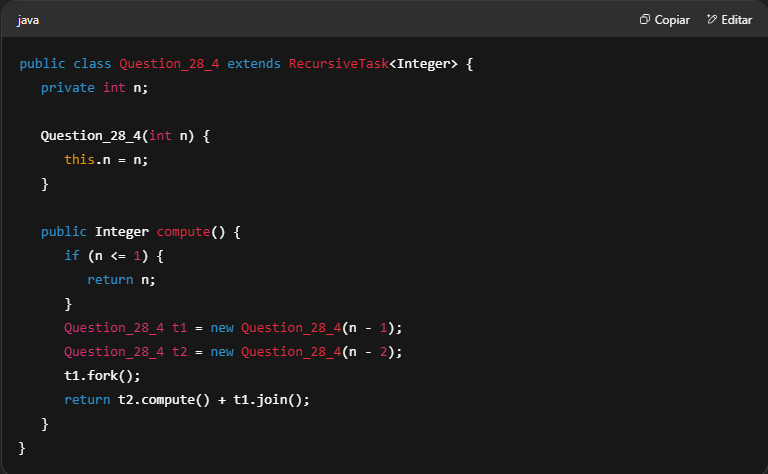 java
Copiar
Editar
public class Question_28_4 extends RecursiveTask<Integer> {
private int n;
Question_28_4(int n) {
this.n = n;
}
public Integer compute() {
if (n <= 1) {
return n;
}
Question_28_4 t1 = new Question_28_4(n - 1);
Question_28_4 t2 = new Question_28_4(n - 2);
t1.fork();
return t2.compute() + t1.join();
}
}